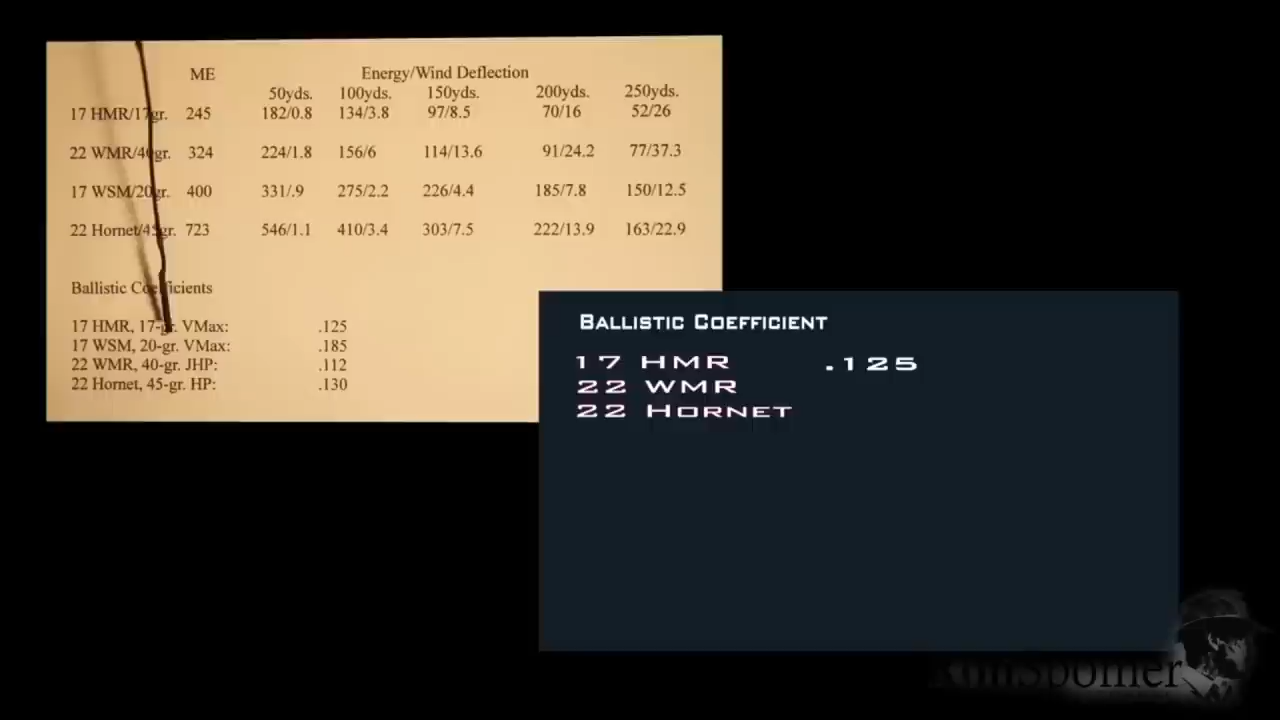 ME Energy/Wind Deflection
50yds. 100yds. 150yds. 200yds. 250yds.
17 HMR/17gr. 245 182/0.8 134/3.8 97/8.5 70/16 52/26
22 WMR/40gr. 324 224/1.8 156/6 114/13.6 91/24.2 77/37.3
17 WSM/20gr. 400 331/.9 275/2.2 226/4.4 185/7.8 150/12.5
22 Hornet/45gr. 723 546/1.1 410/3.4 303/7.5 222/13.9 163/22.9
Ballistic Coefficients
17 HMR, 17-gr. VMax: .125
17 WSM, 20-gr. VMax: .185
22 WMR, 40-gr. JHP: .112
22 Hornet, 45-gr. HP: .130
BALLISTIC COEFFICIENT
17 HMR .125
22 WMR
22 HORNET
RonSpomer